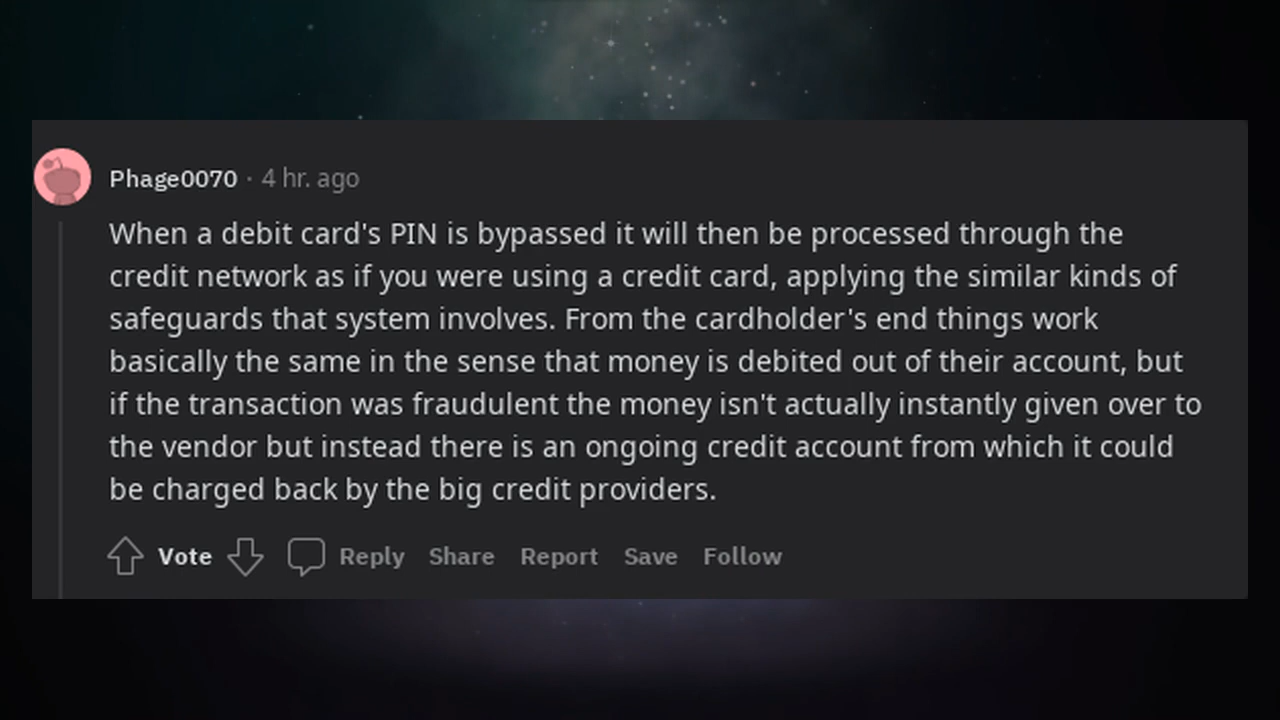 Phage0070 · 4 hr. ago
When a debit card's PIN is bypassed it will then be processed through the
credit network as if you were using a credit card, applying the similar kinds of
safeguards that system involves. From the cardholder's end things work
basically the same in the sense that money is debited out of their account, but
if the transaction was fraudulent the money isn't actually instantly given over to
the vendor but instead there is an ongoing credit account from which it could
be charged back by the big credit providers.
Vote Reply Share Report Save Follow